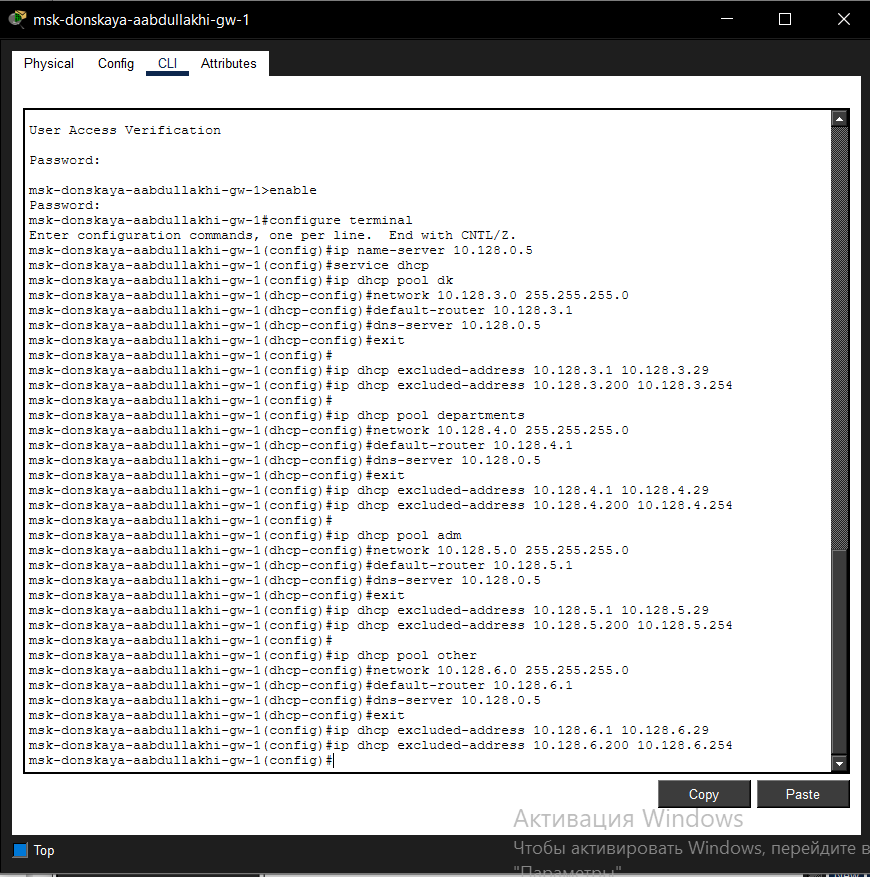 msk-donskaya-aabdullakhi-gw-1
Physical Config CLI Attributes
User Access Verification
Password:
msk-donskaya-aabdullakhi-gw-1>enable
Password:
msk-donskaya-aabdullakhi-gw-1#configure terminal
Enter configuration commands, one per line.  End with CNTL/Z.
msk-donskaya-aabdullakhi-gw-1(config)#ip name-server 10.128.0.5
msk-donskaya-aabdullakhi-gw-1(config)#service dhcp
msk-donskaya-aabdullakhi-gw-1(config)#ip dhcp pool dk
msk-donskaya-aabdullakhi-gw-1(dhcp-config)#network 10.128.3.0 255.255.255.0
msk-donskaya-aabdullakhi-gw-1(dhcp-config)#default-router 10.128.3.1
msk-donskaya-aabdullakhi-gw-1(dhcp-config)#dns-server 10.128.0.5
msk-donskaya-aabdullakhi-gw-1(dhcp-config)#exit
msk-donskaya-aabdullakhi-gw-1(config)#
msk-donskaya-aabdullakhi-gw-1(config)#ip dhcp excluded-address 10.128.3.1 10.128.3.29
msk-donskaya-aabdullakhi-gw-1(config)#ip dhcp excluded-address 10.128.3.200 10.128.3.254
msk-donskaya-aabdullakhi-gw-1(config)#
msk-donskaya-aabdullakhi-gw-1(config)#ip dhcp pool departments
msk-donskaya-aabdullakhi-gw-1(dhcp-config)#network 10.128.4.0 255.255.255.0
msk-donskaya-aabdullakhi-gw-1(dhcp-config)#default-router 10.128.4.1
msk-donskaya-aabdullakhi-gw-1(dhcp-config)#dns-server 10.128.0.5
msk-donskaya-aabdullakhi-gw-1(dhcp-config)#exit
msk-donskaya-aabdullakhi-gw-1(config)#ip dhcp excluded-address 10.128.4.1 10.128.4.29
msk-donskaya-aabdullakhi-gw-1(config)#ip dhcp excluded-address 10.128.4.200 10.128.4.254
msk-donskaya-aabdullakhi-gw-1(config)#
msk-donskaya-aabdullakhi-gw-1(config)#ip dhcp pool adm
msk-donskaya-aabdullakhi-gw-1(dhcp-config)#network 10.128.5.0 255.255.255.0
msk-donskaya-aabdullakhi-gw-1(dhcp-config)#default-router 10.128.5.1
msk-donskaya-aabdullakhi-gw-1(dhcp-config)#dns-server 10.128.0.5
msk-donskaya-aabdullakhi-gw-1(dhcp-config)#exit
msk-donskaya-aabdullakhi-gw-1(config)#ip dhcp excluded-address 10.128.5.1 10.128.5.29
msk-donskaya-aabdullakhi-gw-1(config)#ip dhcp excluded-address 10.128.5.200 10.128.5.254
msk-donskaya-aabdullakhi-gw-1(config)#
msk-donskaya-aabdullakhi-gw-1(config)#ip dhcp pool other
msk-donskaya-aabdullakhi-gw-1(dhcp-config)#network 10.128.6.0 255.255.255.0
msk-donskaya-aabdullakhi-gw-1(dhcp-config)#default-router 10.128.6.1
msk-donskaya-aabdullakhi-gw-1(dhcp-config)#dns-server 10.128.0.5
msk-donskaya-aabdullakhi-gw-1(dhcp-config)#exit
msk-donskaya-aabdullakhi-gw-1(config)#ip dhcp excluded-address 10.128.6.1 10.128.6.29
msk-donskaya-aabdullakhi-gw-1(config)#ip dhcp excluded-address 10.128.6.200 10.128.6.254
msk-donskaya-aabdullakhi-gw-1(config)#
Copy Paste
Активация Windows
Чтобы активировать Windows, перейдите в
"Параметры"
Top